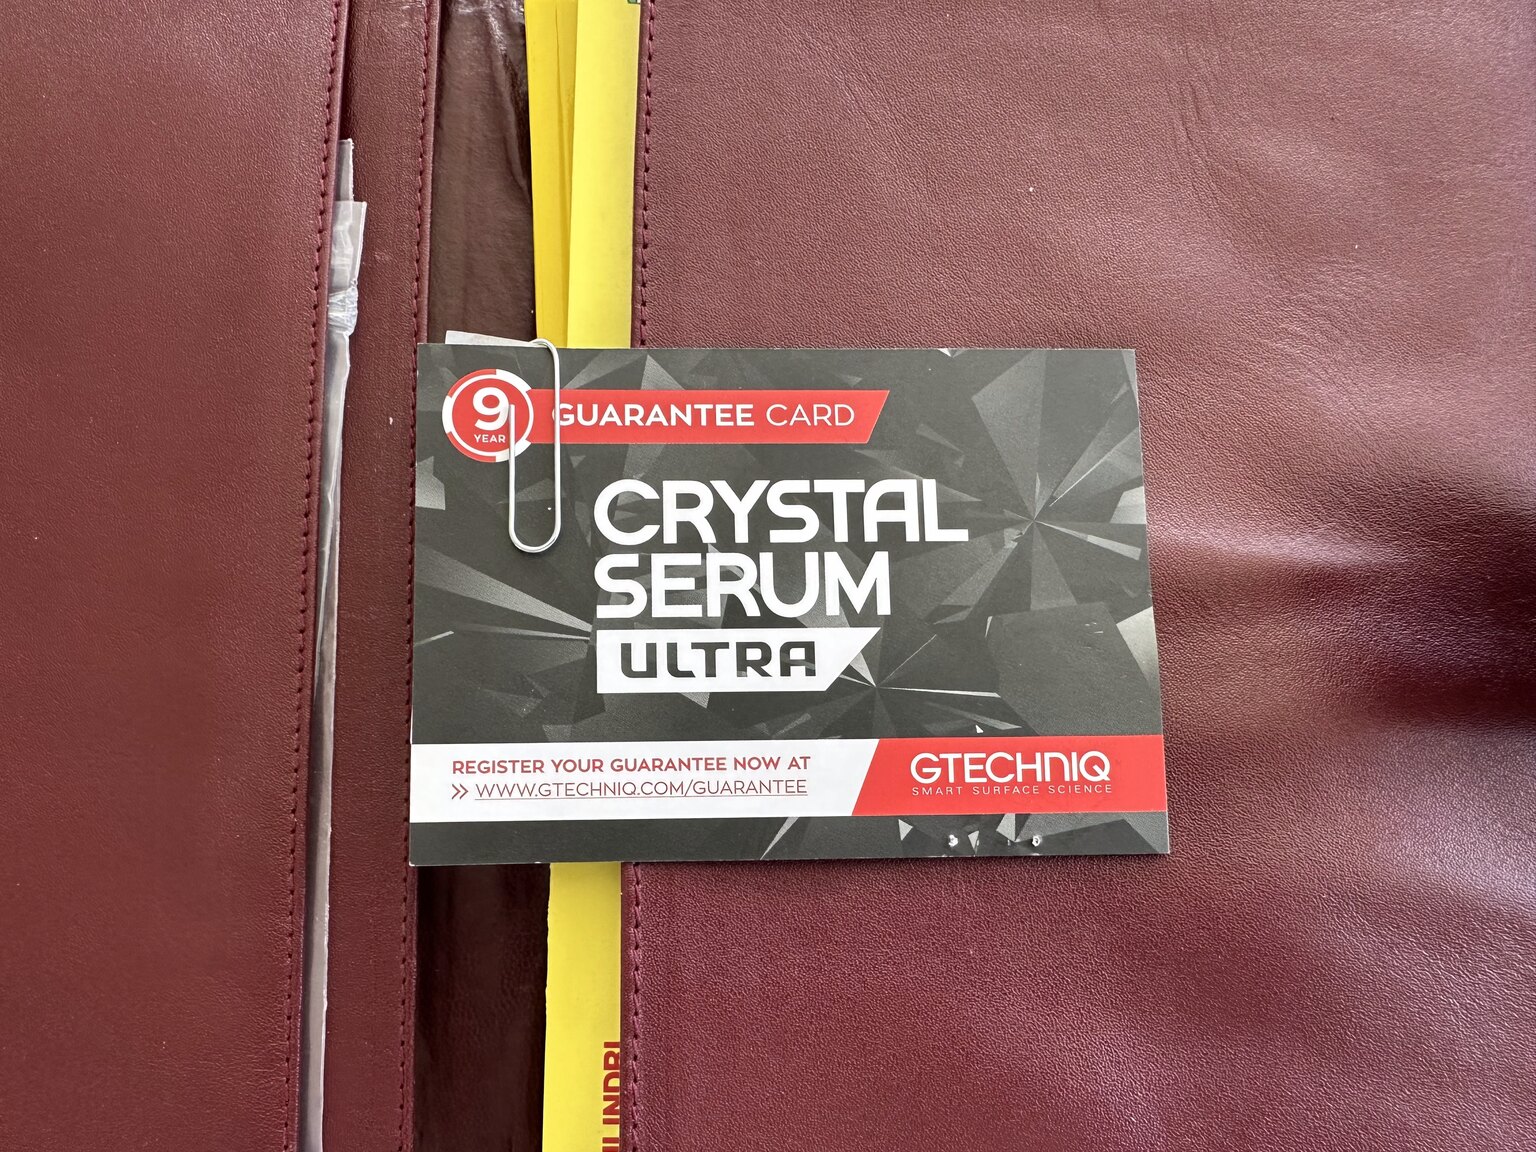 9
YEAR
GUARANTEE CARD
CRYSTAL
SERUM
ULTRA
REGISTER YOUR GUARANTEE NOW AT
>> WWW.GTECHNIQ.COM/GUARANTEE
GTECHNIQ
SMART SURFACE SCIENCE